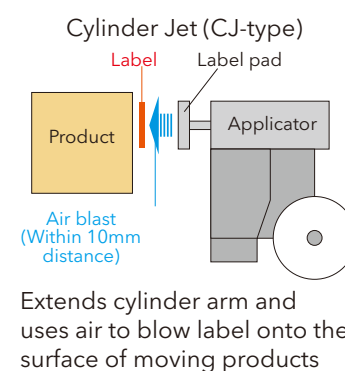 Cylinder Jet (CJ-type)
Label
Label pad
Product
Applicator
Air blast
(Within 10mm
distance)
Extends cylinder arm and
uses air to blow label onto the
surface of moving products